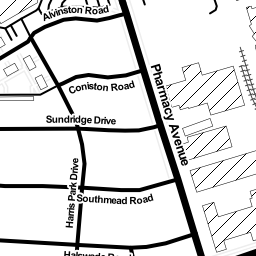 Alvinston Road
Coniston Road
Pharmacy Avenue
Sundridge Drive
Harris Park Drive
Southmead Road